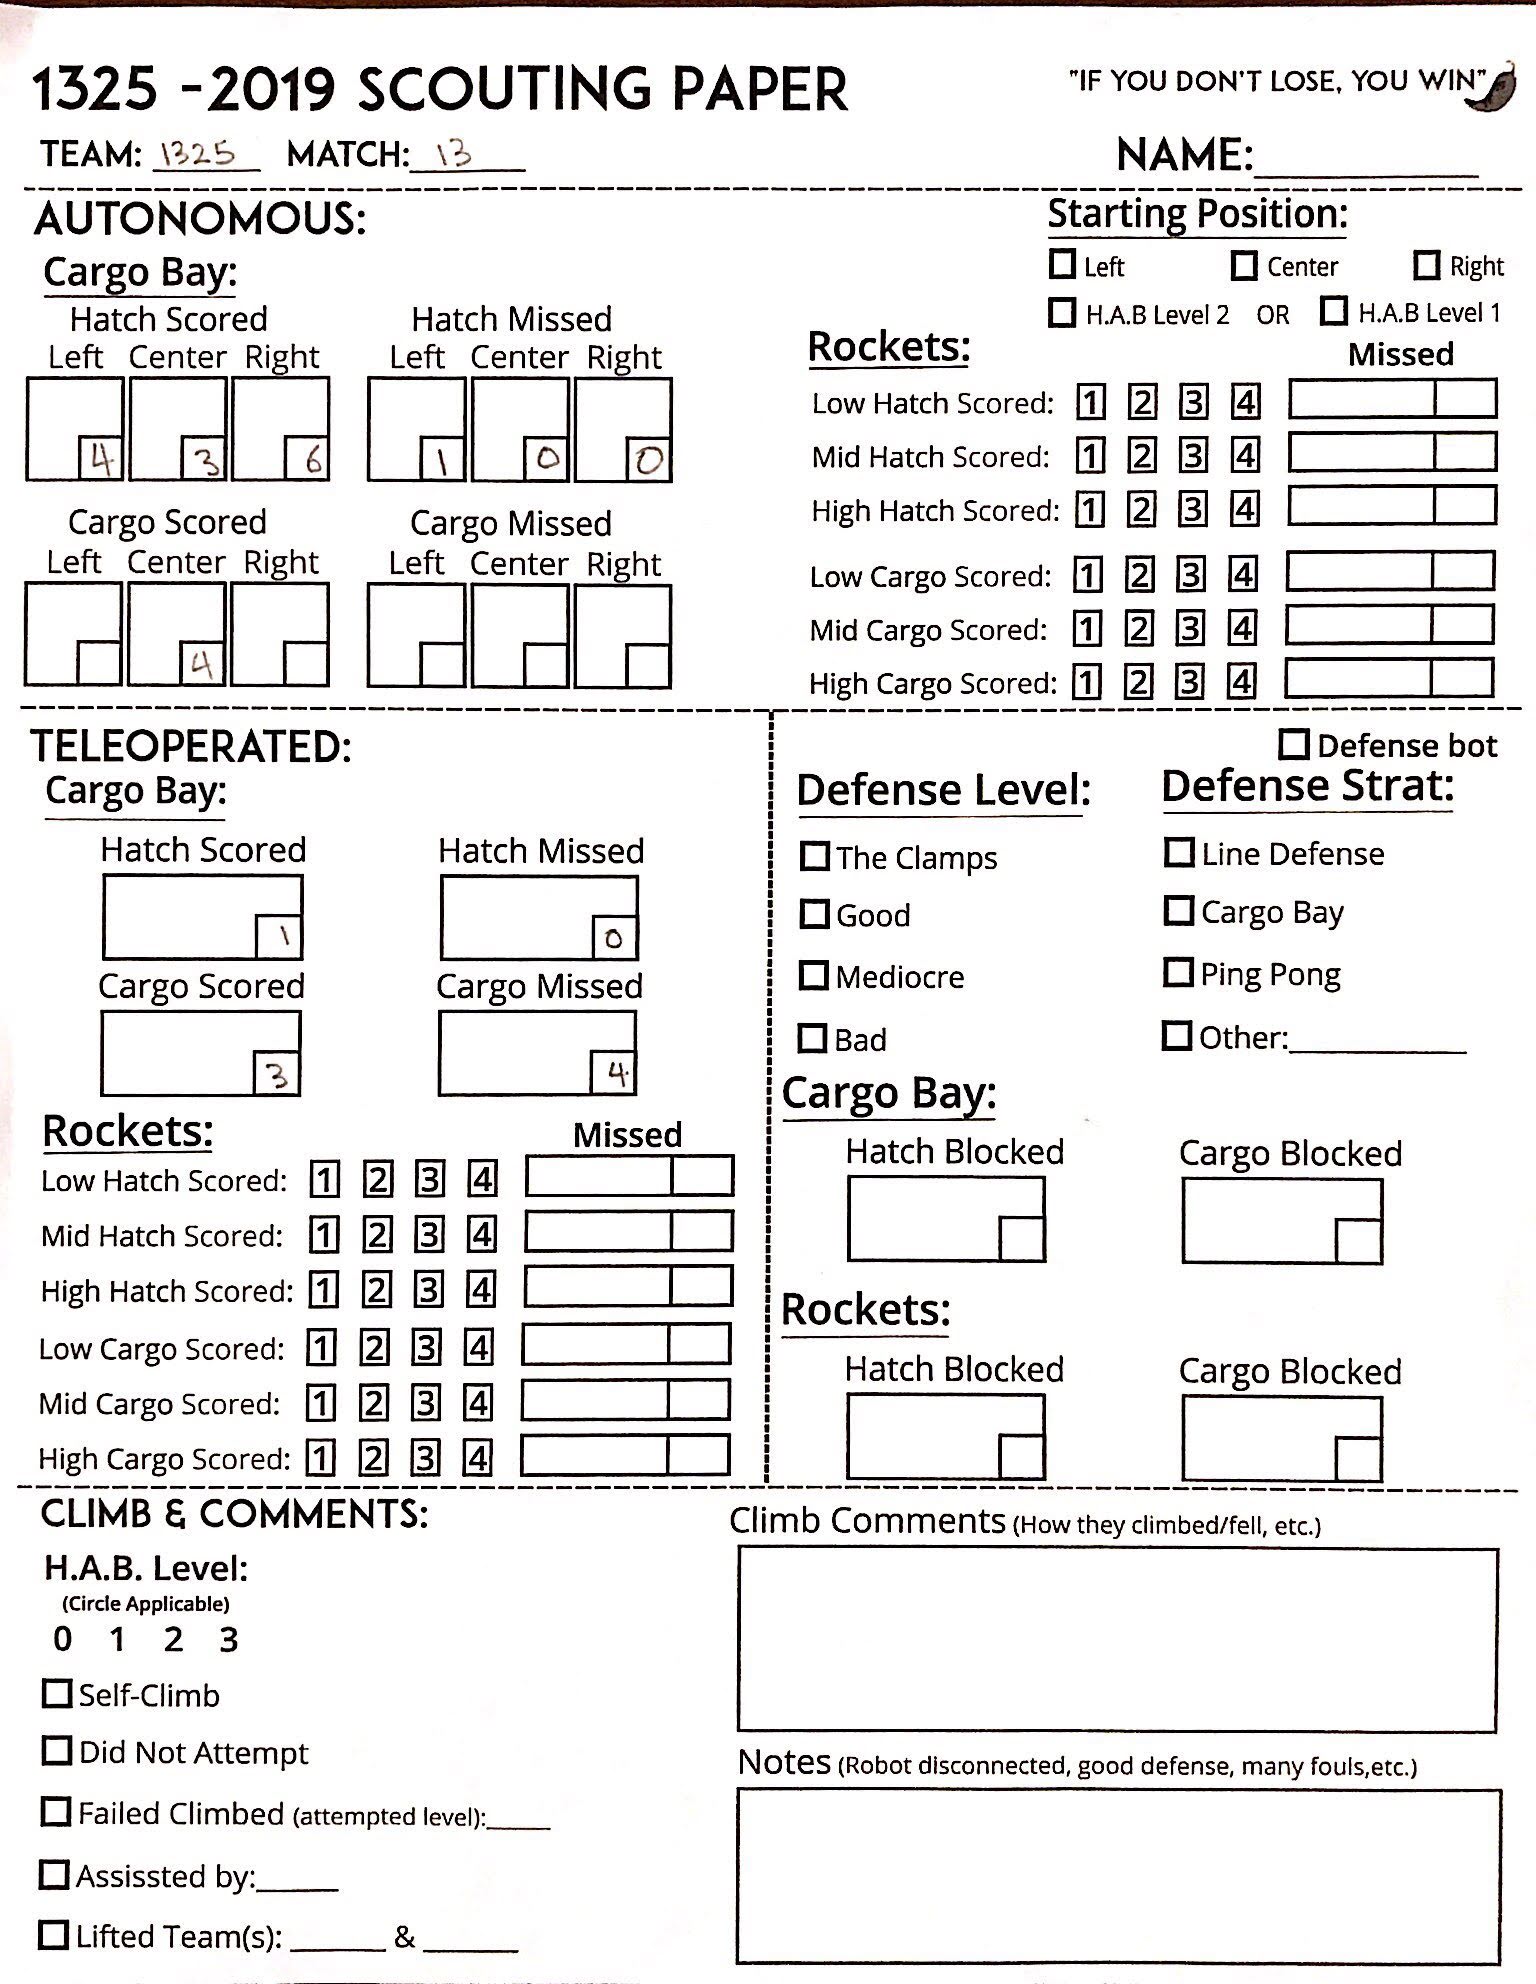 1325 -2019 SCOUTING PAPER
"IF YOU DON'T LOSE, YOU WIN"
TEAM: 1325 MATCH: 13
NAME:
AUTONOMOUS:
Cargo Bay:
Hatch Scored Hatch Missed
Left Center Right Left Center Right
4 3 6 1 0 0
Cargo Scored Cargo Missed
Left Center Right Left Center Right
4
Starting Position:
Left Center Right
H.A.B Level 2 OR H.A.B Level 1
Rockets: Missed
Low Hatch Scored: 1 2 3 4
Mid Hatch Scored: 1 2 3 4
High Hatch Scored: 1 2 3 4
Low Cargo Scored: 1 2 3 4
Mid Cargo Scored: 1 2 3 4
High Cargo Scored: 1 2 3 4
TELEOPERATED:
Cargo Bay:
Hatch Scored Hatch Missed
1 0
Cargo Scored Cargo Missed
3 4
Rockets: Missed
Low Hatch Scored: 1 2 3 4
Mid Hatch Scored: 1 2 3 4
High Hatch Scored: 1 2 3 4
Low Cargo Scored: 1 2 3 4
Mid Cargo Scored: 1 2 3 4
High Cargo Scored: 1 2 3 4
Defense bot
Defense Level: Defense Strat:
The Clamps Line Defense
Good Cargo Bay
Mediocre Ping Pong
Bad Other:
Cargo Bay:
Hatch Blocked Cargo Blocked
Rockets:
Hatch Blocked Cargo Blocked
CLIMB & COMMENTS:
H.A.B. Level:
(Circle Applicable)
0 1 2 3
Self-Climb
Did Not Attempt
Failed Climbed (attempted level):
Assissted by:
Lifted Team(s): &
Climb Comments (How they climbed/fell, etc.)
Notes (Robot disconnected, good defense, many fouls,etc.)